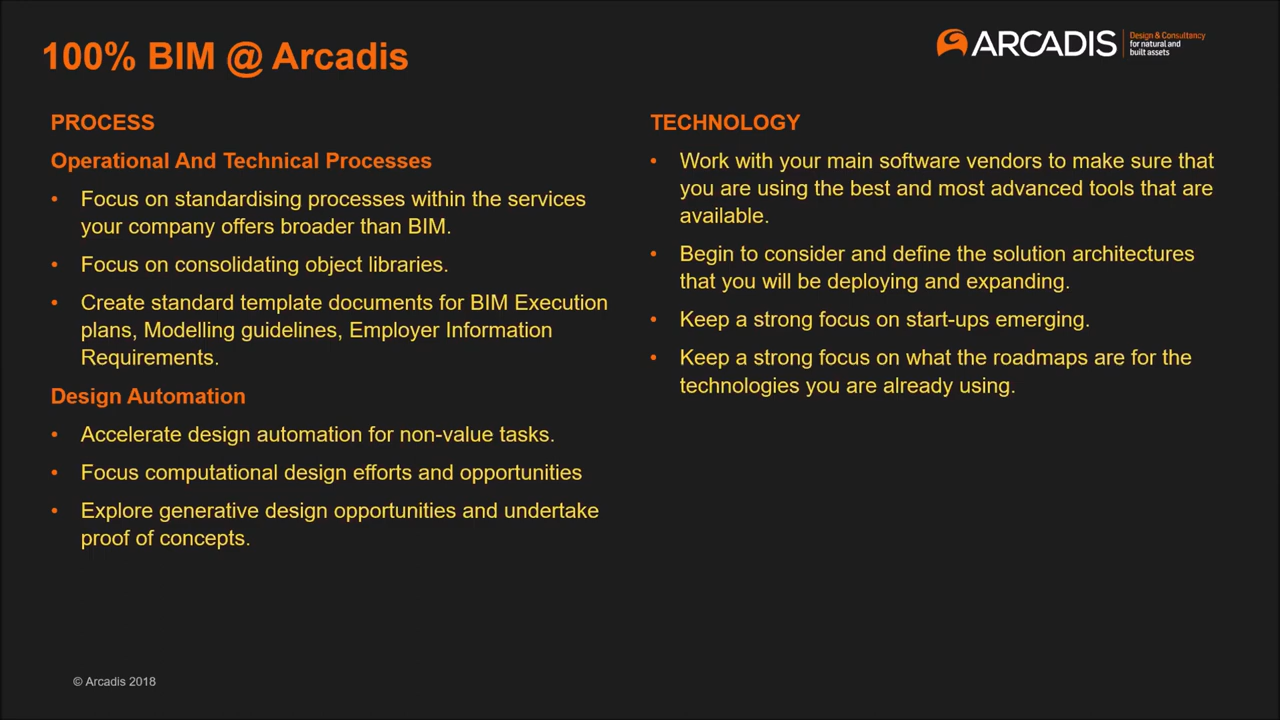 100% BIM @ Arcadis
ARCADIS
Design & Consultancy
for natural and
built assets
PROCESS
Operational And Technical Processes
• Focus on standardising processes within the services
your company offers broader than BIM.
• Focus on consolidating object libraries.
• Create standard template documents for BIM Execution
plans, Modelling guidelines, Employer Information
Requirements.
Design Automation
• Accelerate design automation for non-value tasks.
• Focus computational design efforts and opportunities
• Explore generative design opportunities and undertake
proof of concepts.
TECHNOLOGY
• Work with your main software vendors to make sure that
you are using the best and most advanced tools that are
available.
• Begin to consider and define the solution architectures
that you will be deploying and expanding.
• Keep a strong focus on start-ups emerging.
• Keep a strong focus on what the roadmaps are for the
technologies you are already using.
© Arcadis 2018